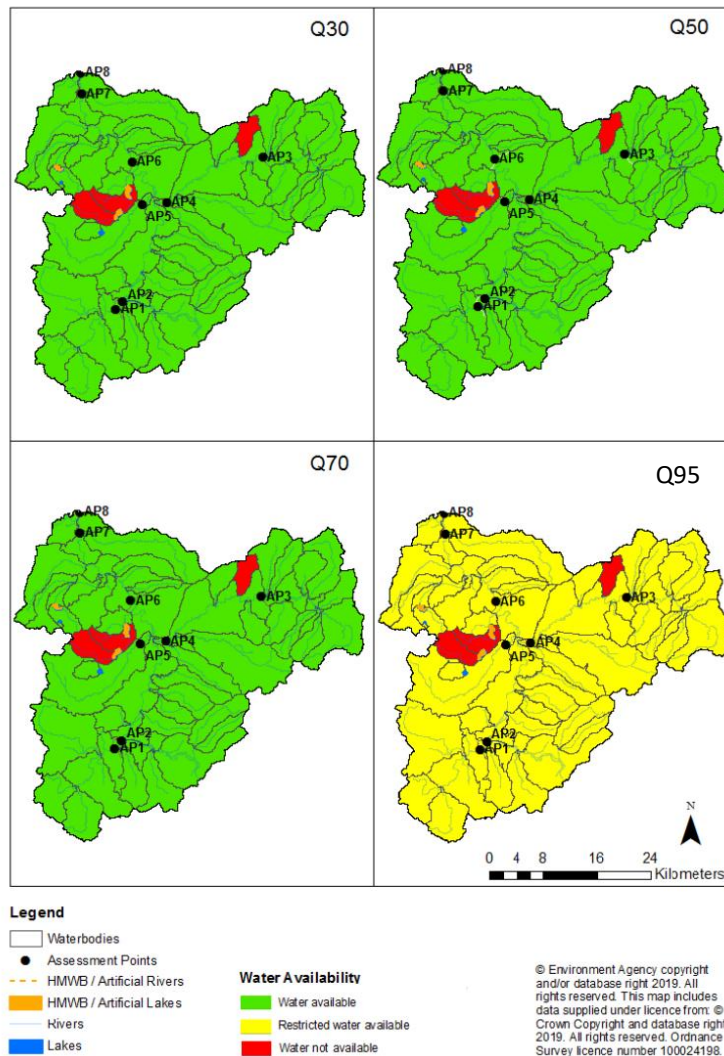 Q30
AP8
AP7
AP6
AP3
AP4
AP5
AP2
AP1
Q50
AP8
AP7
AP6
AP3
AP4
AP5
AP2
AP1
Q70
AP8
AP7
AP6
AP3
AP4
AP5
AP2
AP1
Q95
AP8
AP7
AP6
AP3
AP4
AP5
AP2
AP1
N
0 4 8 16 24
Kilometers
Legend
Waterbodies
Assessment Points
HMWB / Artificial Rivers
HMWB / Artificial Lakes
Rivers
Lakes
Water Availability
Water available
Restricted water available
Water not available
© Environment Agency copyright
and/or database right 2019. All
rights reserved. This map includes
data supplied under licence from: ©
Crown Copyright and database right
2019. All rights reserved. Ordnance
Survey licence number 100024198.